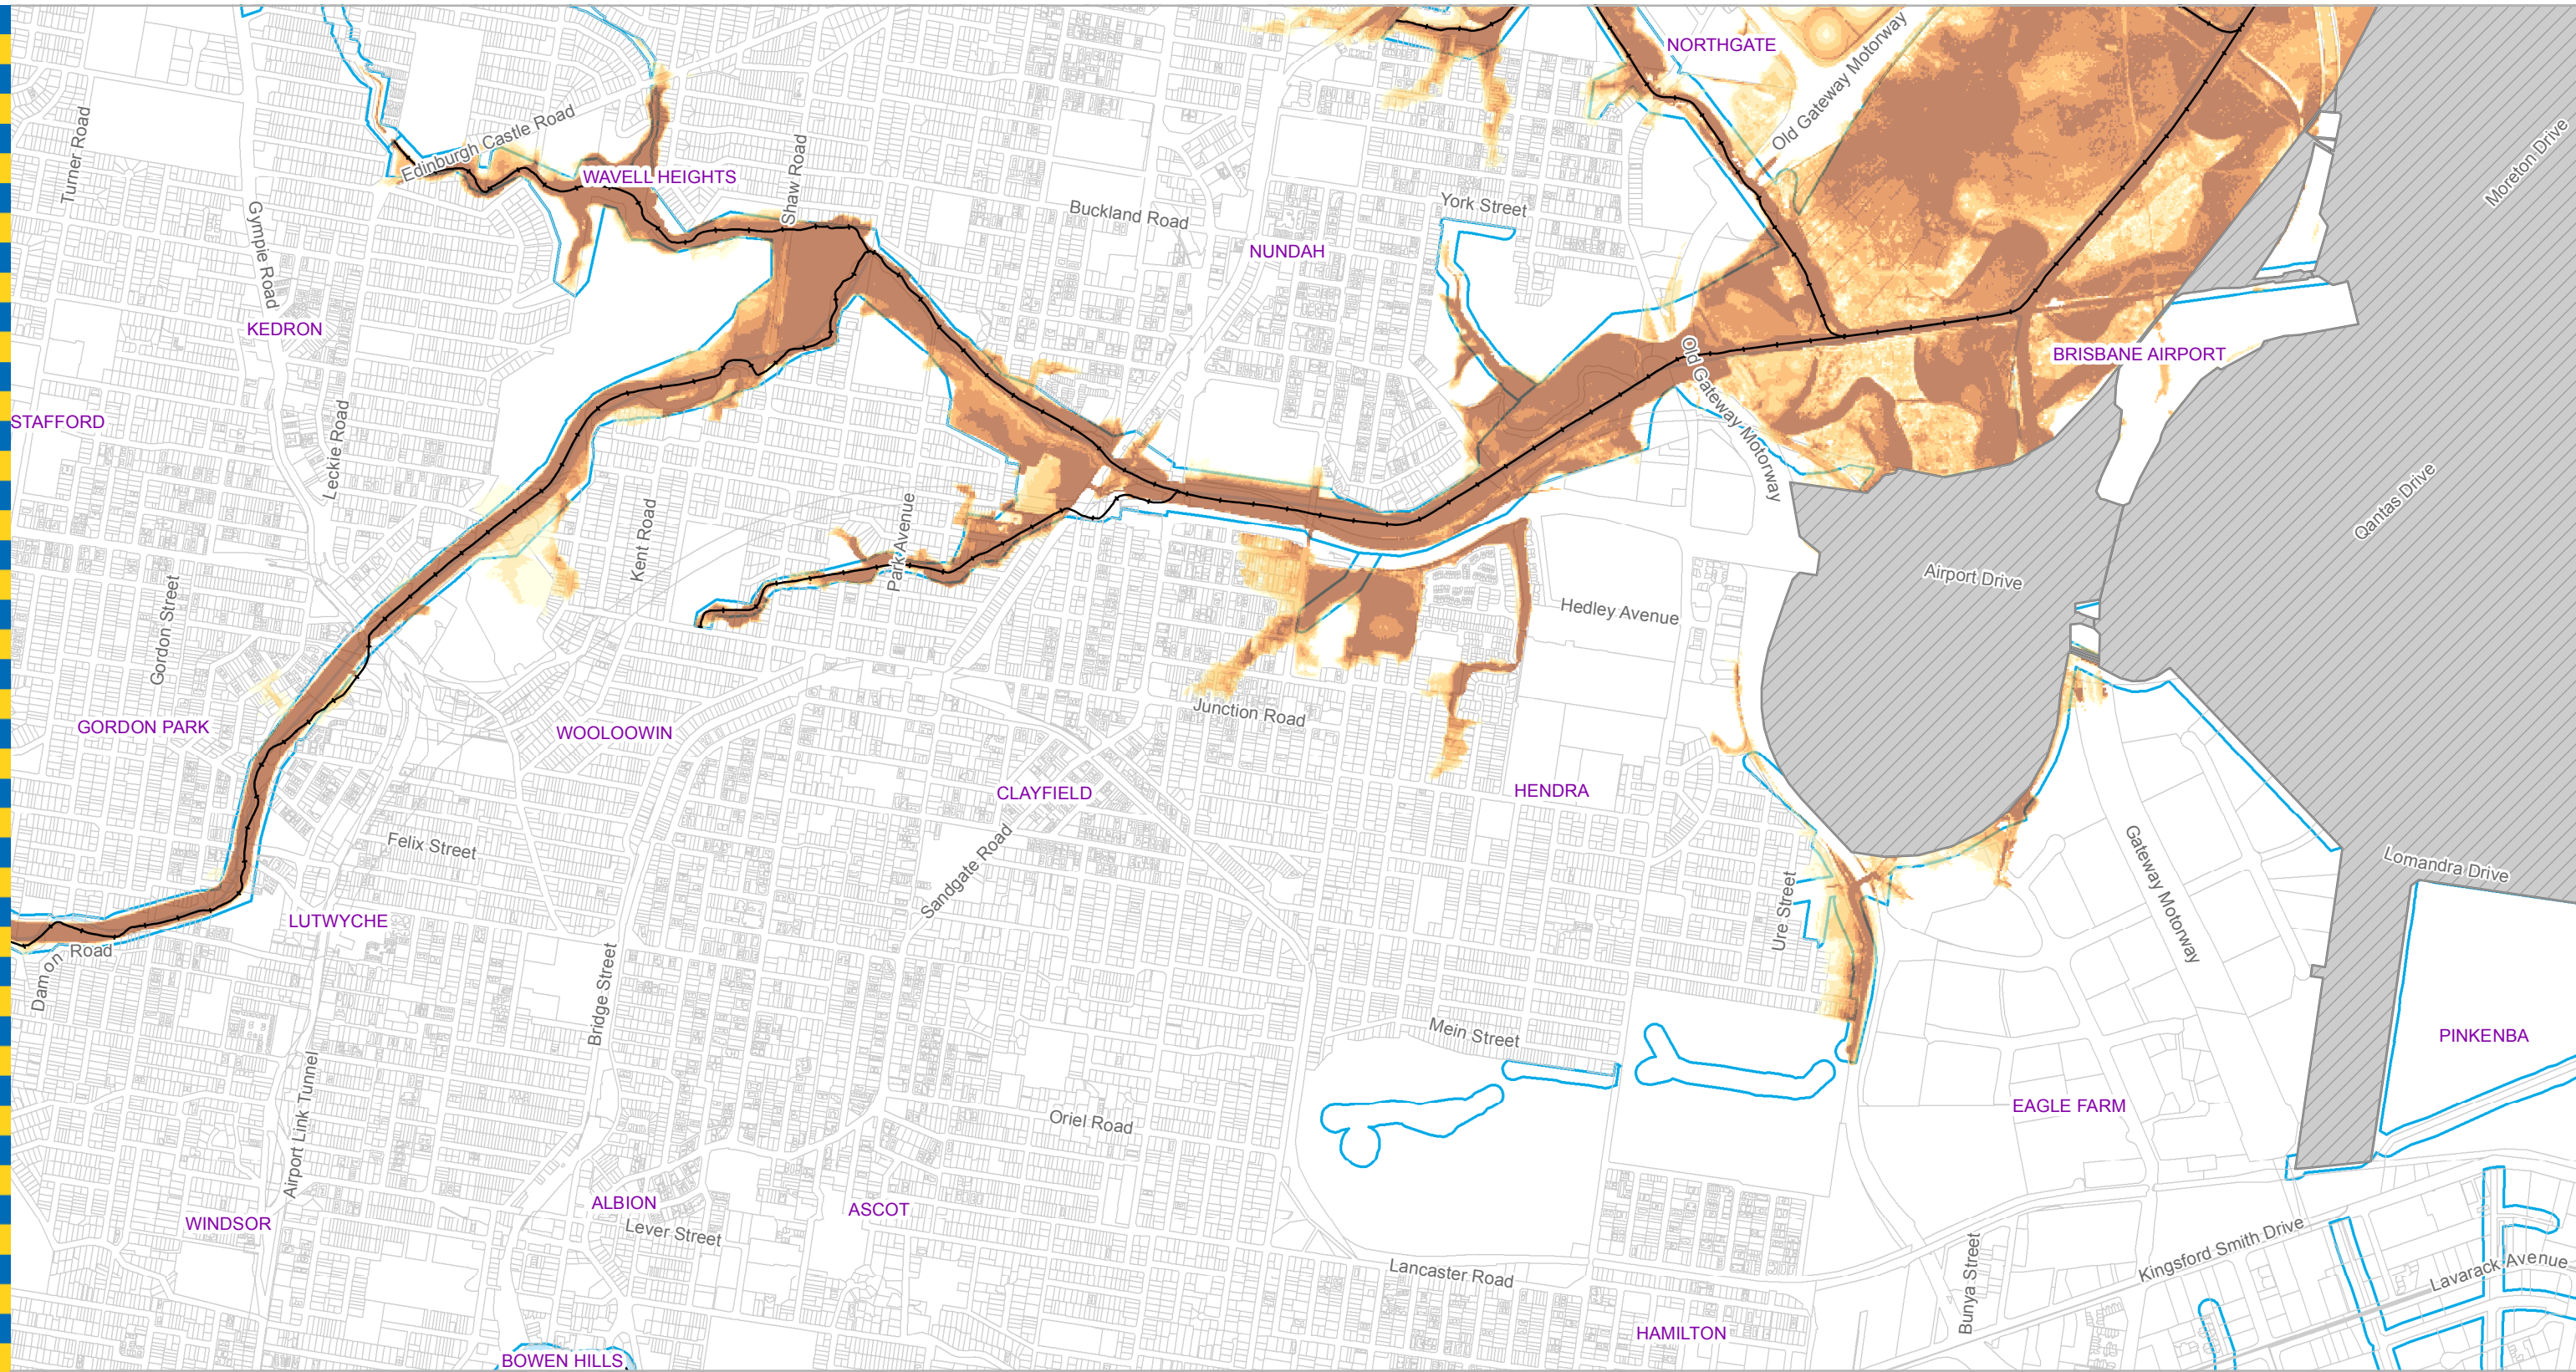 NORTHGATE
Old Gateway Motorway
Moreton Drive
Turner Road
Edinburgh Castle Road
WAVELL HEIGHTS
Shaw Road
York Street
Buckland Road
NUNDAH
Gympie Road
KEDRON
Old Gateway Motorway
BRISBANE AIRPORT
STAFFORD
Leckie Road
Qantas Drive
Kent Road
Park Avenue
Airport Drive
Gordon Street
Hedley Avenue
Junction Road
GORDON PARK
WOOLOOWIN
CLAYFIELD
HENDRA
Felix Street
Sandgate Road
Gateway Motorway
Lomandra Drive
Ure Street
LUTWYCHE
Damon Road
Bridge Street
Mein Street
PINKENBA
Airport Link Tunnel
Oriel Road
EAGLE FARM
ALBION
ASCOT
WINDSOR
Lever Street
Kingsford Smith Drive
Lancaster Road
Bunya Street
Lavarack Avenue
HAMILTON
BOWEN HILLS